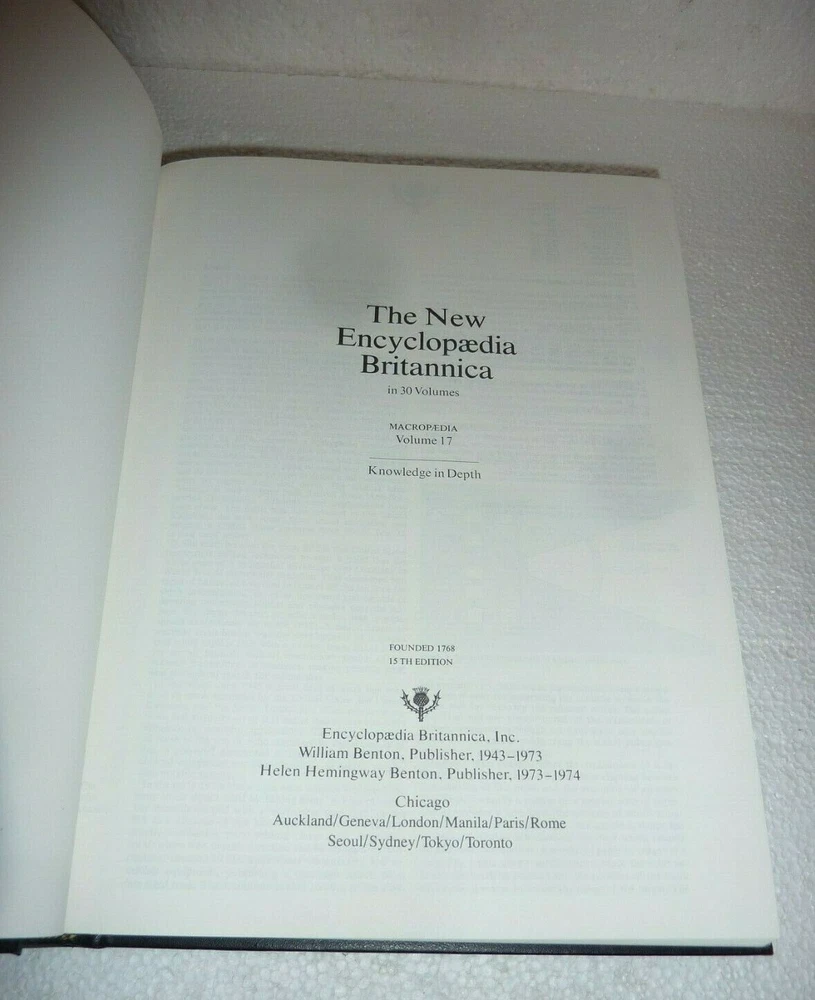 The New
Encyclopædia
Britannica
in 30 Volumes
MACROPÆDIA
Volume 17
Knowledge in Depth
FOUNDED 1768
15 TH EDITION
Encyclopædia Britannica, Inc.
William Benton, Publisher, 1943–1973
Helen Hemingway Benton, Publisher, 1973–1974
Chicago
Auckland/Geneva/London/Manila/Paris/Rome
Seoul/Sydney/Tokyo/Toronto